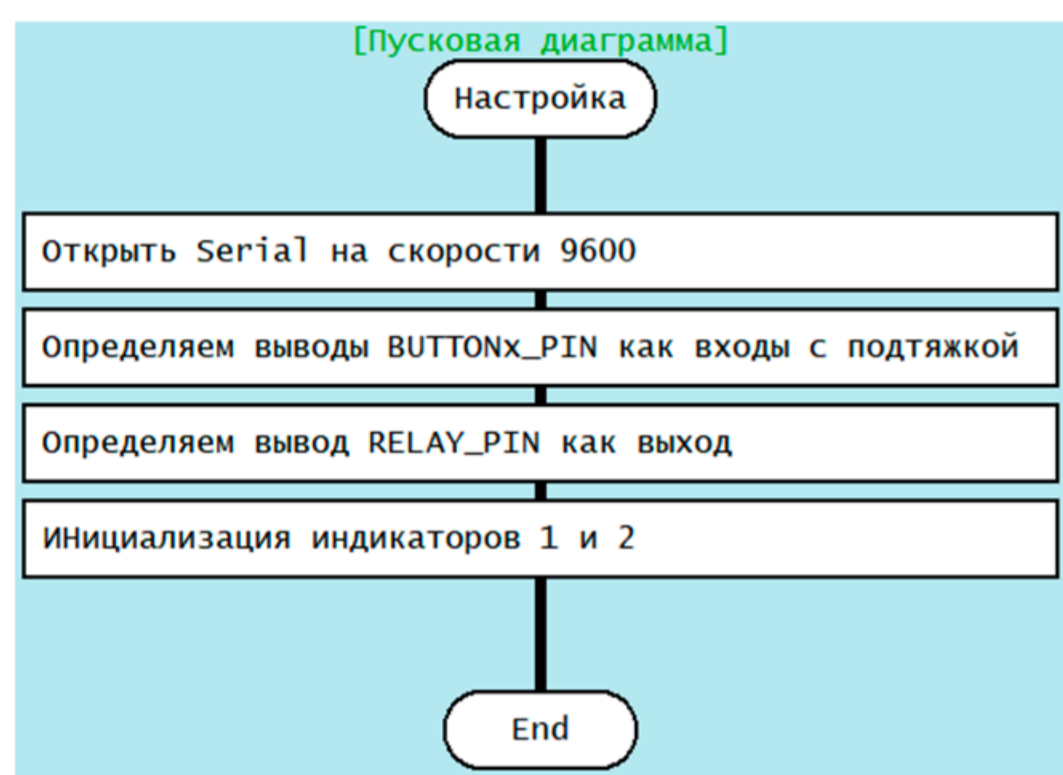 [Пусковая диаграмма]
Настройка
Открыть Serial на скорости 9600
Определяем выводы BUTTONx_PIN как входы с подтяжкой
Определяем вывод RELAY_PIN как выход
ИНициализация индикаторов 1 и 2
End